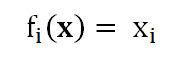 fᵢ(𝐱) = xᵢ